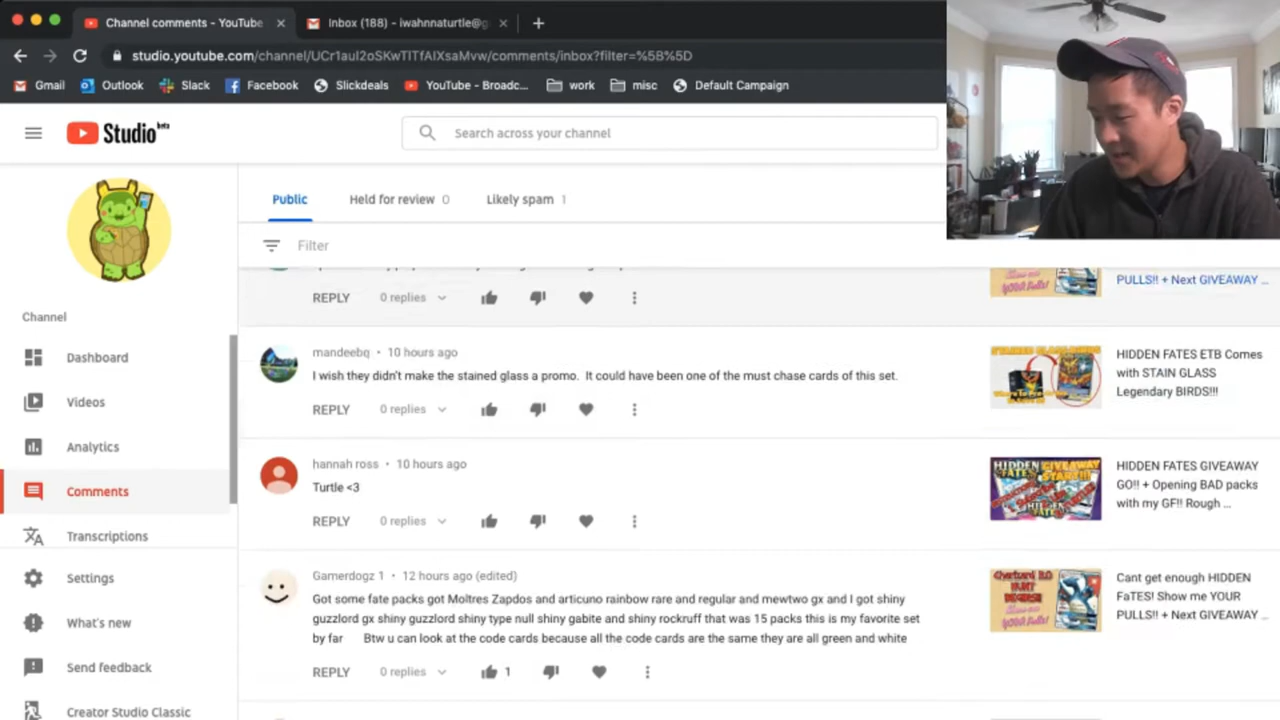 Channel comments - YouTube
Inbox (188) - iwahnnaturtle@g
studio.youtube.com/channel/UCr1auI2oSKwTITfAIXsaMvw/comments/inbox?filter=%5B%5D
Gmail Outlook Slack Facebook Slickdeals YouTube - Broadc... work misc Default Campaign
Studio beta
Search across your channel
Public Held for review 0 Likely spam 1
Filter
Channel
Dashboard
Videos
Analytics
Comments
Transcriptions
Settings
What's new
Send feedback
Creator Studio Classic
REPLY 0 replies
PULLS!! + Next GIVEAWAY ...
mandeebq • 10 hours ago
I wish they didn't make the stained glass a promo. It could have been one of the must chase cards of this set.
REPLY 0 replies
HIDDEN FATES ETB Comes
with STAIN GLASS
Legendary BIRDS!!!
hannah ross • 10 hours ago
Turtle <3
REPLY 0 replies
HIDDEN FATES GIVEAWAY
GO!! + Opening BAD packs
with my GF!! Rough ...
Gamerdogz 1 • 12 hours ago (edited)
Got some fate packs got Moltres Zapdos and articuno rainbow rare and regular and mewtwo gx and I got shiny
guzzlord gx shiny guzzlord shiny type null shiny gabite and shiny rockruff that was 15 packs this is my favorite set
by far Btw u can look at the code cards because all the code cards are the same they are all green and white
REPLY 0 replies 1
Cant get enough HIDDEN
FaTES! Show me YOUR
PULLS!! + Next GIVEAWAY ...